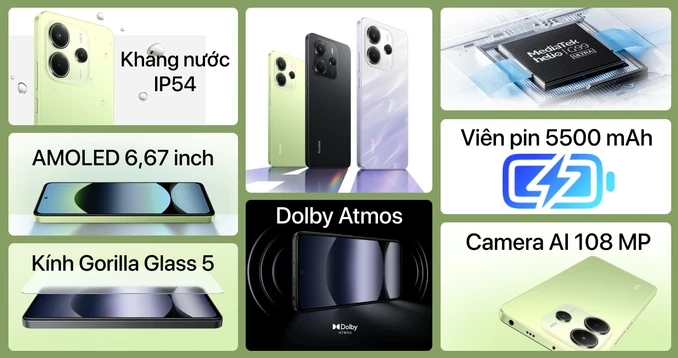 Kháng nước
IP54
AMOLED 6,67 inch
Kính Gorilla Glass 5
Dolby Atmos
Dolby
ATMOS
MediaTek
helio G99
ULTRA
Viên pin 5500 mAh
Camera AI 108 MP